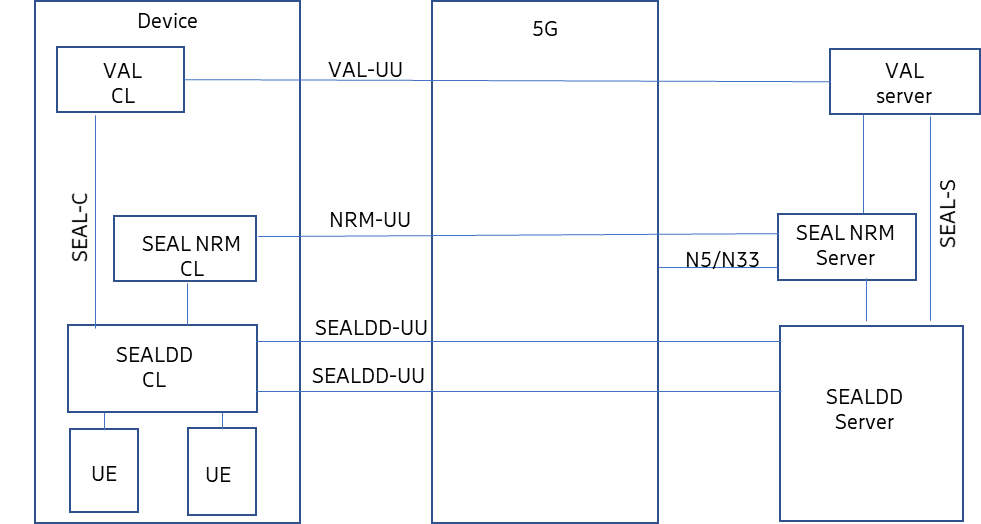 Device
5G
VAL
CL
VAL-UU
VAL
server
SEAL-C
SEAL-S
SEAL NRM
CL
NRM-UU
SEAL NRM
Server
N5/N33
SEALDD-UU
SEALDD
CL
SEALDD-UU
SEALDD
Server
UE
UE